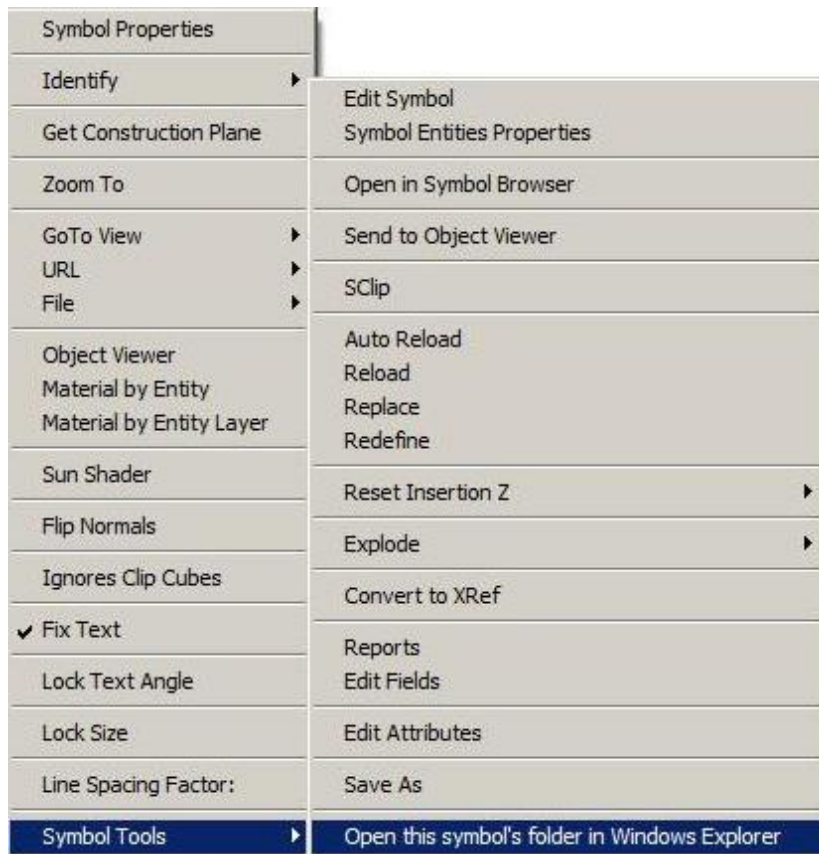 Symbol Properties
Identify
Get Construction Plane
Zoom To
GoTo View
URL
File
Object Viewer
Material by Entity
Material by Entity Layer
Sun Shader
Flip Normals
Ignores Clip Cubes
Fix Text
Lock Text Angle
Lock Size
Line Spacing Factor:
Symbol Tools
Edit Symbol
Symbol Entities Properties
Open in Symbol Browser
Send to Object Viewer
SClip
Auto Reload
Reload
Replace
Redefine
Reset Insertion Z
Explode
Convert to XRef
Reports
Edit Fields
Edit Attributes
Save As
Open this symbol's folder in Windows Explorer